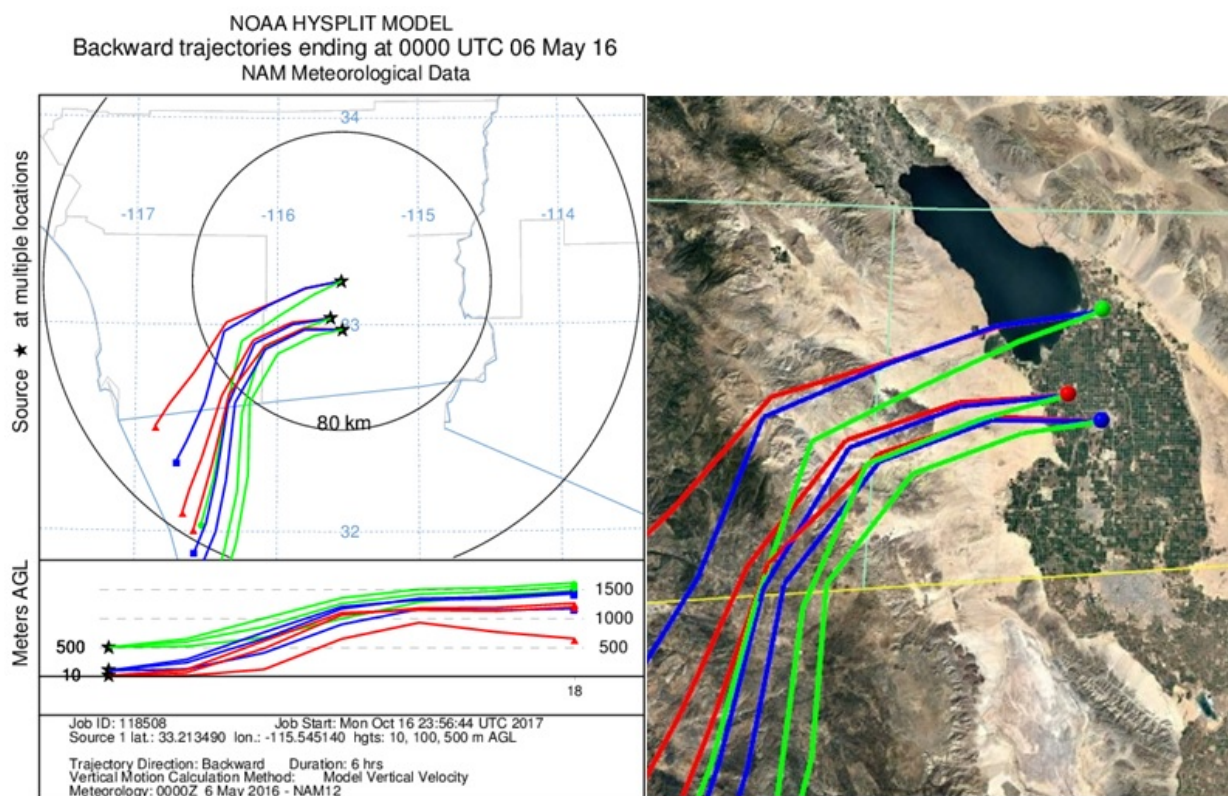 NOAA HYSPLIT MODEL
Backward trajectories ending at 0000 UTC 06 May 16
NAM Meteorological Data
Source ★ at multiple locations
34
-117
-116
-115
-114
33
80 km
32
Meters AGL
1500
1000
500
500
10
18
Job ID: 118508 Job Start: Mon Oct 16 23:56:44 UTC 2017
Source 1 lat.: 33.213490 lon.: -115.545140 hgts: 10, 100, 500 m AGL
Trajectory Direction: Backward Duration: 6 hrs
Vertical Motion Calculation Method: Model Vertical Velocity
Meteorology: 0000Z 6 May 2016 - NAM12